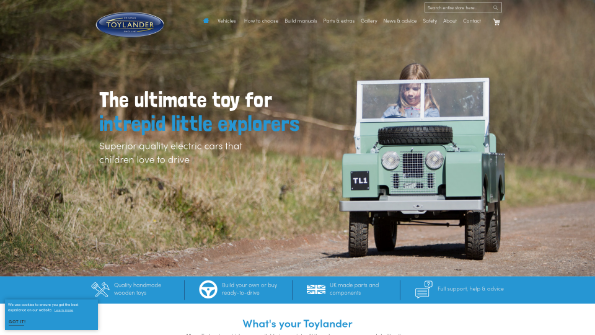 Search entire store here...
TOYLANDER
Vehicles How to choose Build manuals Parts & extras Gallery News & advice Safety About Contact
The ultimate toy for
intrepid little explorers
Superior quality electric cars that
children love to drive
TL1
Quality handmade
wooden toys
Build your own or buy
ready-to-drive
UK made parts and
components
Full support, help & advice
We use cookies to ensure you get the best
experience on our website. Learn more
GOT IT!
What's your Toylander